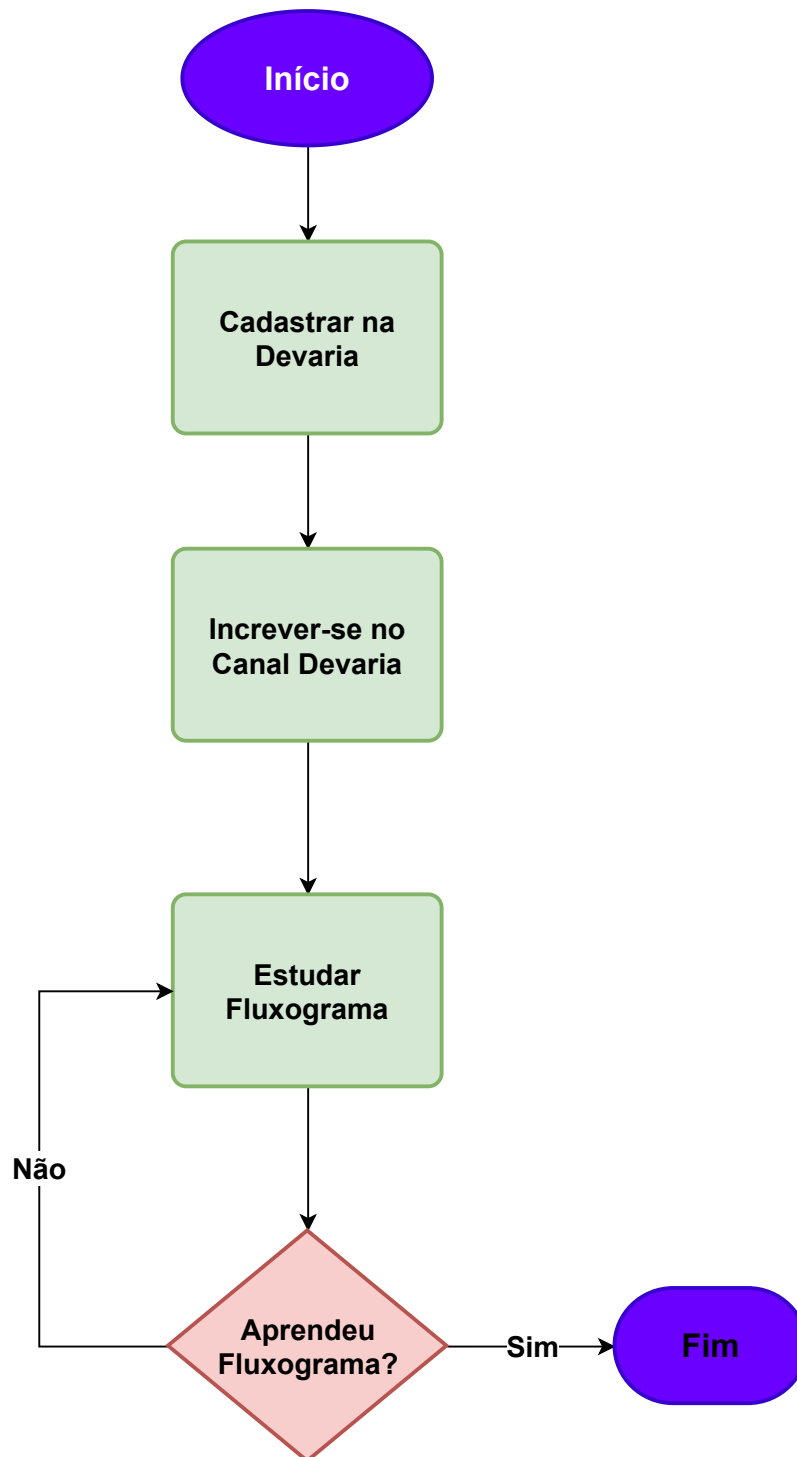 Início
Cadastrar na
Devaria
Increver-se no
Canal Devaria
Estudar
Fluxograma
Não
Aprendeu
Fluxograma?
Sim
Fim